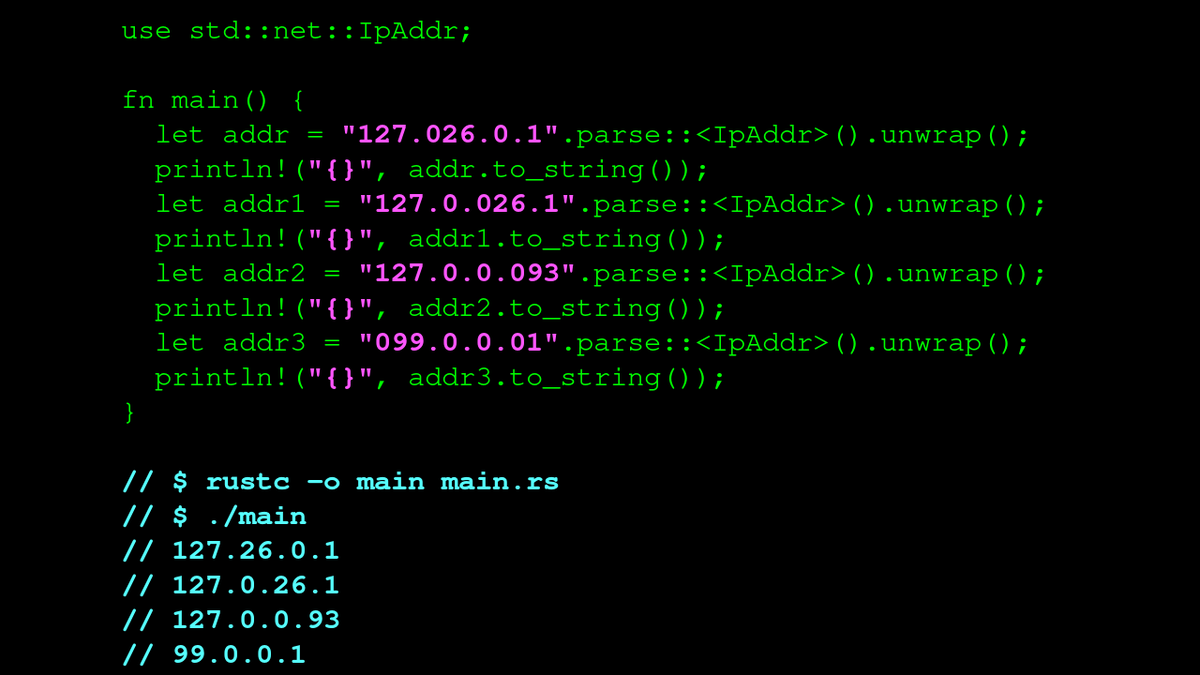 use std::net::IpAddr;
fn main() {
let addr = "127.026.0.1".parse::<IpAddr>().unwrap();
println!("{}", addr.to_string());
let addr1 = "127.0.026.1".parse::<IpAddr>().unwrap();
println!("{}", addr1.to_string());
let addr2 = "127.0.0.093".parse::<IpAddr>().unwrap();
println!("{}", addr2.to_string());
let addr3 = "099.0.0.01".parse::<IpAddr>().unwrap();
println!("{}", addr3.to_string());
}
// $ rustc -o main main.rs
// $ ./main
// 127.26.0.1
// 127.0.26.1
// 127.0.0.93
// 99.0.0.1